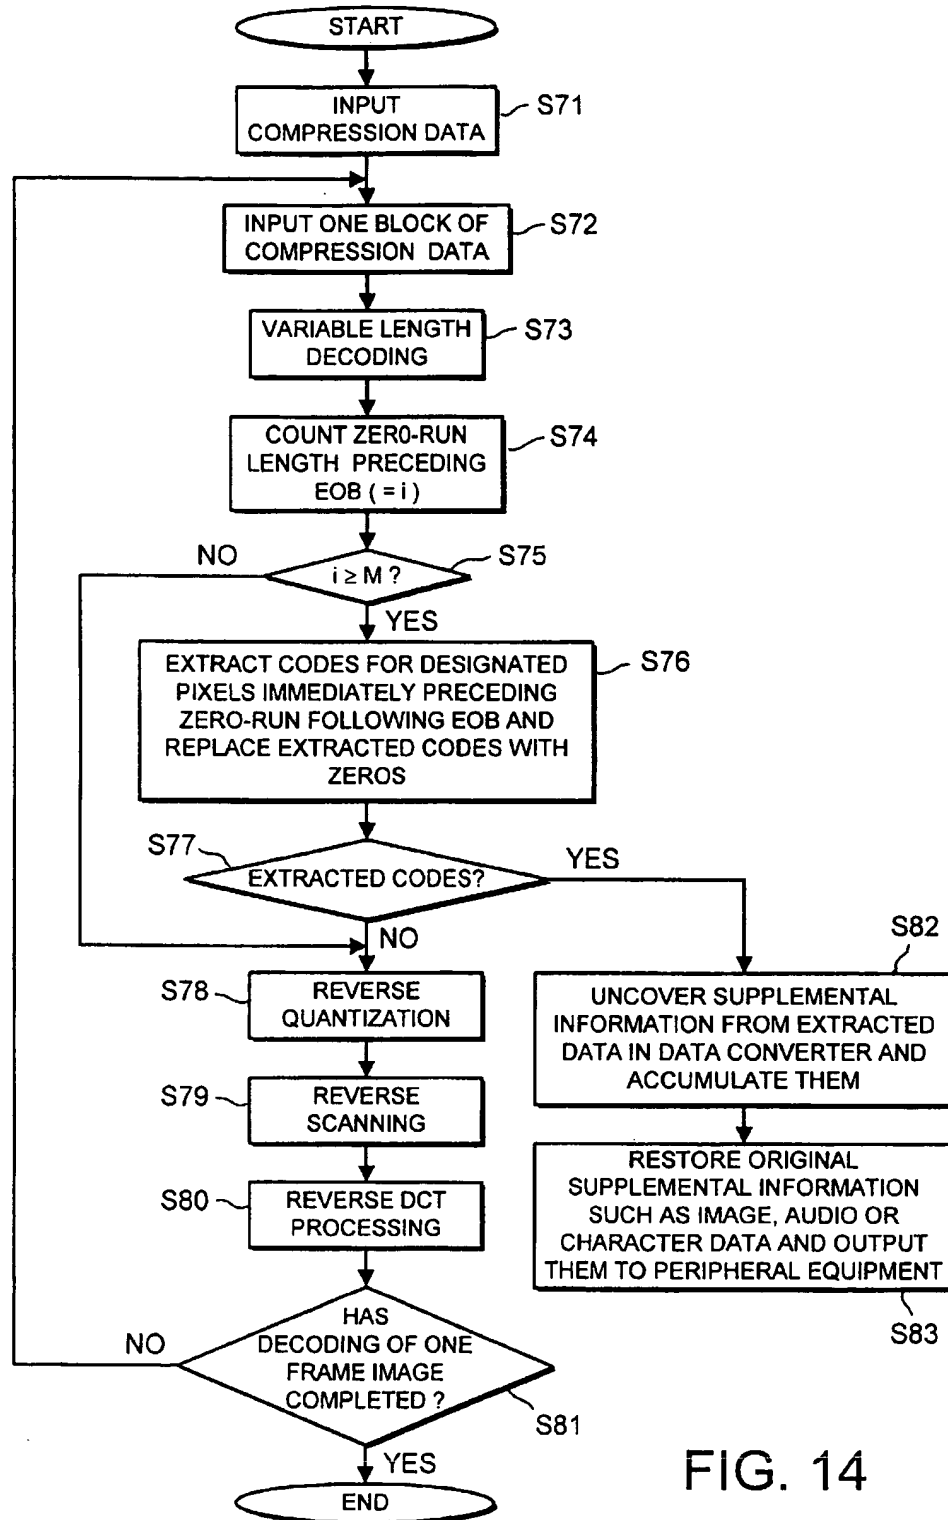 START
INPUT
COMPRESSION DATA
S71
INPUT ONE BLOCK OF
COMPRESSION DATA
S72
VARIABLE LENGTH
DECODING
S73
COUNT ZER0-RUN
LENGTH PRECEDING
EOB ( = i )
S74
NO
i ≥ M ?
S75
YES
EXTRACT CODES FOR DESIGNATED
PIXELS IMMEDIATELY PRECEDING
ZERO-RUN FOLLOWING EOB AND
REPLACE EXTRACTED CODES WITH
ZEROS
S76
S77
EXTRACTED CODES?
YES
NO
S78
REVERSE
QUANTIZATION
S79
REVERSE
SCANNING
S80
REVERSE DCT
PROCESSING
S82
UNCOVER SUPPLEMENTAL
INFORMATION FROM EXTRACTED
DATA IN DATA CONVERTER AND
ACCUMULATE THEM
RESTORE ORIGINAL
SUPPLEMENTAL INFORMATION
SUCH AS IMAGE, AUDIO OR
CHARACTER DATA AND OUTPUT
THEM TO PERIPHERAL EQUIPMENT
S83
NO
HAS
DECODING OF ONE
FRAME IMAGE
COMPLETED ?
S81
YES
END
FIG. 14